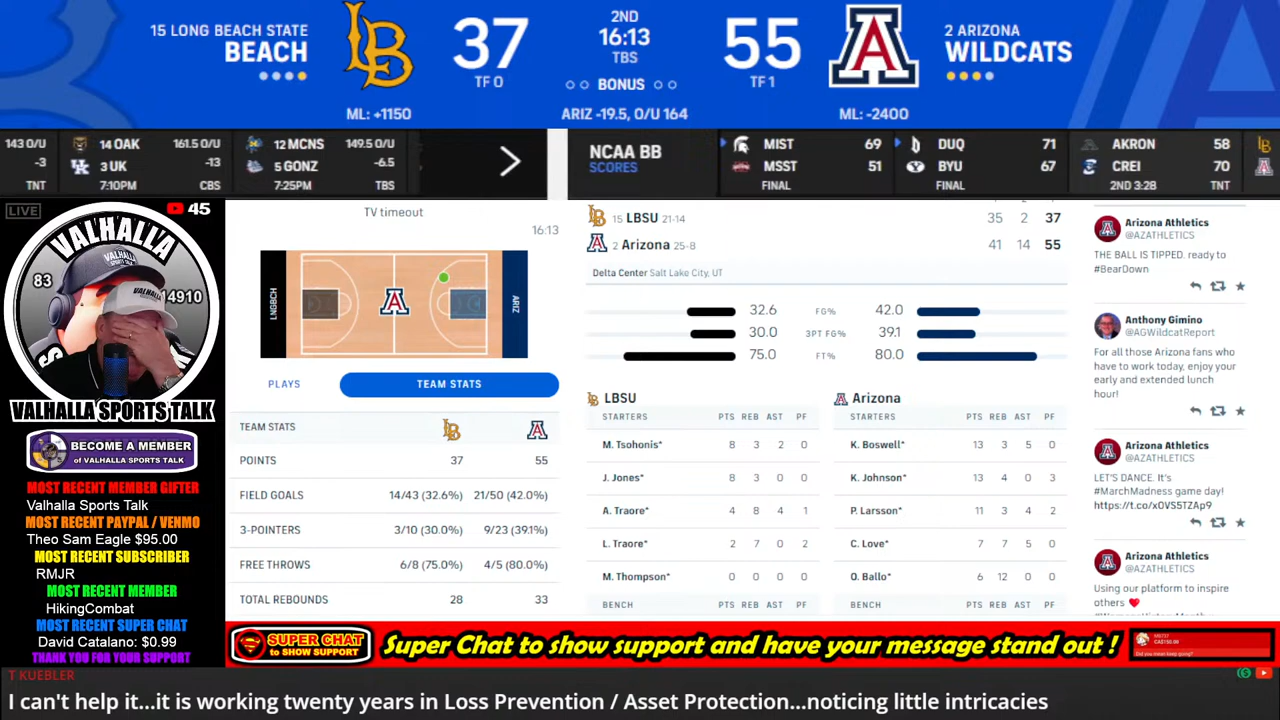 15 LONG BEACH STATE
BEACH
LB
37
TF 0
2ND
16:13
TBS
BONUS
55
TF 1
A
2 ARIZONA
WILDCATS
ML: +1150
ARIZ -19.5, O/U 164
ML: -2400
143 O/U
-3
TNT
14 OAK 161.5 O/U
3 UK -13
7:10PM CBS
12 MCNS 149.5 O/U
5 GONZ -6.5
7:25PM TBS
NCAA BB
SCORES
MIST 69
MSST 51
FINAL
DUQ 71
BYU 67
FINAL
AKRON 58
CREI 70
2ND 3:28 TNT
LIVE
45
VALHALLA
83
4910
VALHALLA SPORTS TALK
BECOME A MEMBER
of VALHALLA SPORTS TALK
MOST RECENT MEMBER GIFTER
Valhalla Sports Talk
MOST RECENT PAYPAL / VENMO
Theo Sam Eagle $95.00
MOST RECENT SUBSCRIBER
RMJR
MOST RECENT MEMBER
HikingCombat
MOST RECENT SUPER CHAT
David Catalano: $0.99
THANK YOU FOR YOUR SUPPORT
TV timeout
16:13
LNGBCH
A
ARIZ
PLAYS
TEAM STATS
TEAM STATS
POINTS 37 55
FIELD GOALS 14/43 (32.6%) 21/50 (42.0%)
3-POINTERS 3/10 (30.0%) 9/23 (39.1%)
FREE THROWS 6/8 (75.0%) 4/5 (80.0%)
TOTAL REBOUNDS 28 33
15 LBSU 21-14 35 2 37
2 Arizona 25-8 41 14 55
Delta Center Salt Lake City, UT
32.6 FG% 42.0
30.0 3PT FG% 39.1
75.0 FT% 80.0
LBSU
STARTERS PTS REB AST PF
M. Tsohonis* 8 3 2 0
J. Jones* 8 3 0 0
A. Traore* 4 8 4 1
L. Traore* 2 7 0 2
M. Thompson* 0 0 0 0
BENCH PTS REB AST PF
Arizona
STARTERS PTS REB AST PF
K. Boswell* 13 3 5 0
K. Johnson* 13 4 0 3
P. Larsson* 11 3 4 2
C. Love* 7 7 5 0
O. Ballo* 6 12 0 0
BENCH PTS REB AST PF
Arizona Athletics
@AZATHLETICS
THE BALL IS TIPPED. ready to
#BearDown
Anthony Gimino
@AGWildcatReport
For all those Arizona fans who
have to work today, enjoy your
early and extended lunch
hour!
Arizona Athletics
@AZATHLETICS
LET'S DANCE. It's
#MarchMadness game day!
https://t.co/xOVS5TZAp9
Arizona Athletics
@AZATHLETICS
Using our platform to inspire
others ❤️
SUPER CHAT
to SHOW SUPPORT
Super Chat to show support and have your message stand out !
Did you mean keep going?
T KUEBLER
I can't help it...it is working twenty years in Loss Prevention / Asset Protection...noticing little intricacies